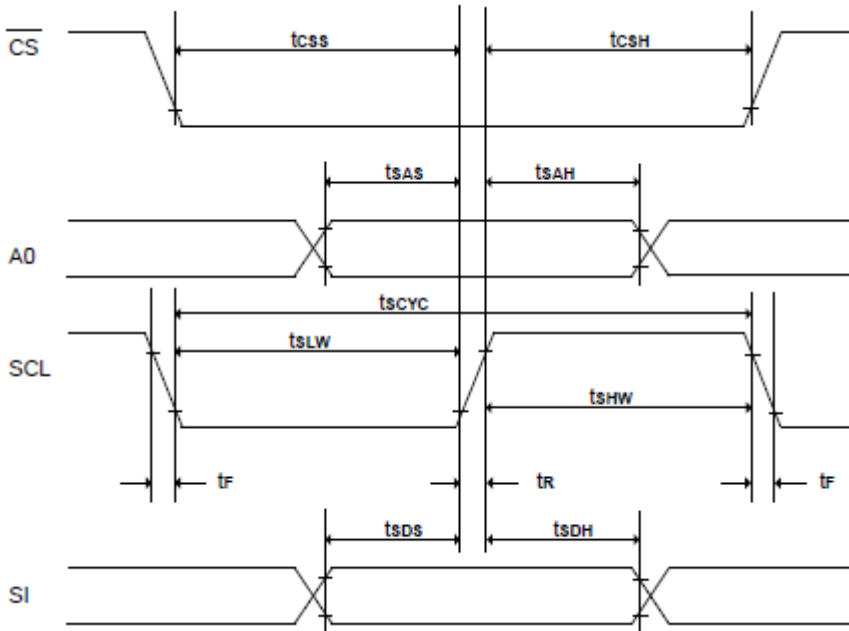 CS
tCSS tCSH
tSAS tSAH
A0
tSCYC
tSLW
SCL
tSHW
tF tR tF
tSDS tSDH
SI